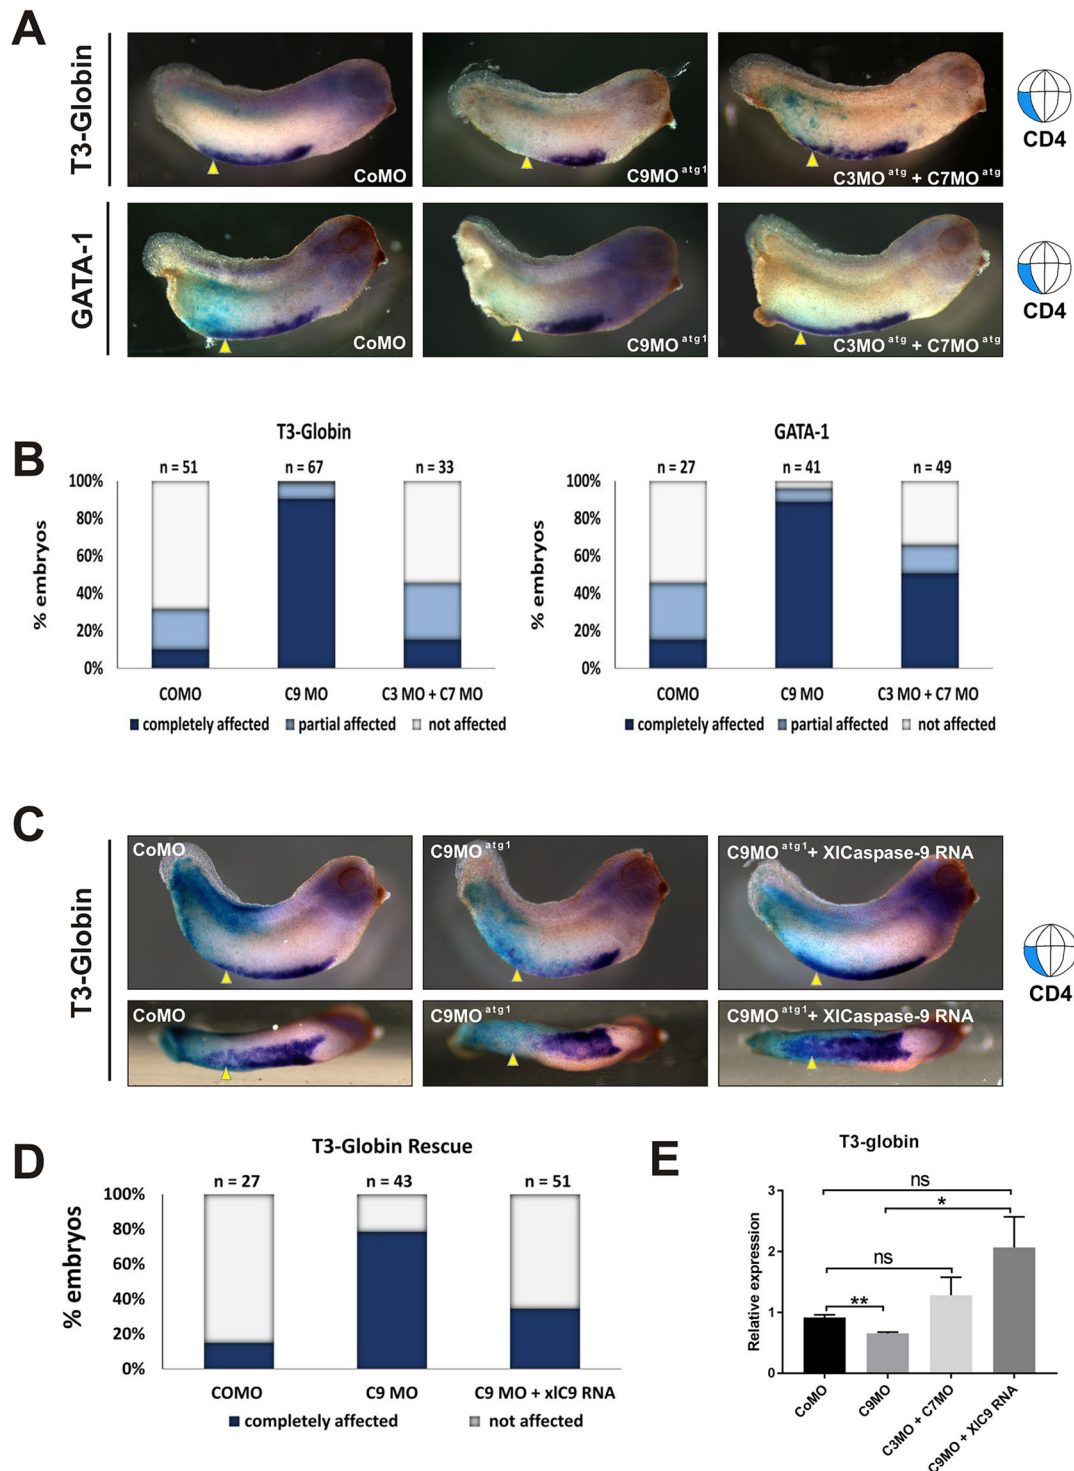 A
T3-Globin
CoMO
C9MO^atg1
C3MO^atg + C7MO^atg
CD4
GATA-1
CoMO
C9MO^atg1
C3MO^atg + C7MO^atg
CD4
B
T3-Globin
n = 51
n = 67
n = 33
100%
80%
60%
40%
20%
0%
% embryos
COMO
C9 MO
C3 MO + C7 MO
completely affected
partial affected
not affected
GATA-1
n = 27
n = 41
n = 49
100%
80%
60%
40%
20%
0%
% embryos
COMO
C9 MO
C3 MO + C7 MO
completely affected
partial affected
not affected
C
T3-Globin
CoMO
C9MO^atg1
C9MO^atg1 + XlCaspase-9 RNA
CoMO
C9MO^atg1
C9MO^atg1 + XlCaspase-9 RNA
CD4
D
T3-Globin Rescue
n = 27
n = 43
n = 51
100%
80%
60%
40%
20%
0%
% embryos
COMO
C9 MO
C9 MO + xlC9 RNA
completely affected
not affected
E
T3-globin
ns
*
ns
**
3
2
1
0
Relative expression
CoMO
C9MO
C3MO + C7MO
C9MO + XlC9 RNA